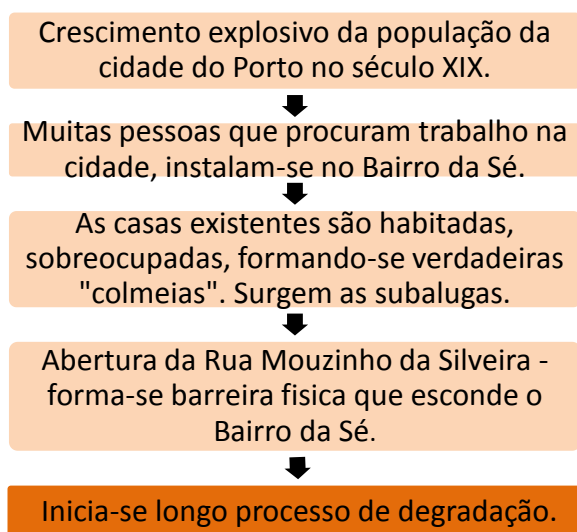 Crescimento explosivo da população da
cidade do Porto no século XIX.
Muitas pessoas que procuram trabalho na
cidade, instalam-se no Bairro da Sé.
As casas existentes são habitadas,
sobreocupadas, formando-se verdadeiras
"colmeias". Surgem as subalugas.
Abertura da Rua Mouzinho da Silveira -
forma-se barreira fisica que esconde o
Bairro da Sé.
Inicia-se longo processo de degradação.